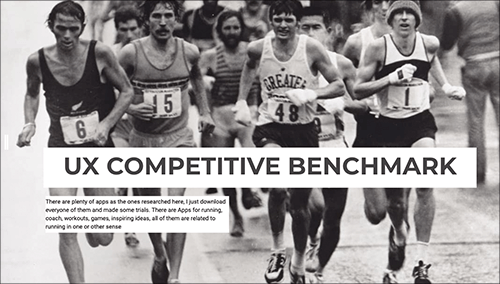 6
15
GREATER
48
1
UX COMPETITIVE BENCHMARK
There are plenty of apps as the ones researched here, I just download
everyone of them and made some trials. There are Apps for running,
coach, workouts, games, inspiring ideas, all of them are related to
running in one or other sense